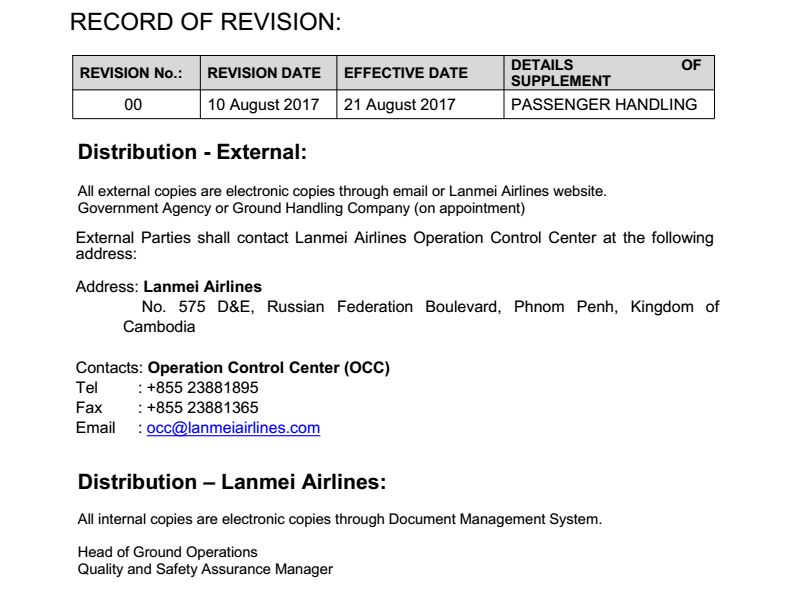 RECORD OF REVISION:
REVISION No.: REVISION DATE EFFECTIVE DATE DETAILS OF SUPPLEMENT
00 10 August 2017 21 August 2017 PASSENGER HANDLING
Distribution - External:
All external copies are electronic copies through email or Lanmei Airlines website.
Government Agency or Ground Handling Company (on appointment)
External Parties shall contact Lanmei Airlines Operation Control Center at the following
address:
Address: Lanmei Airlines
No. 575 D&E, Russian Federation Boulevard, Phnom Penh, Kingdom of
Cambodia
Contacts: Operation Control Center (OCC)
Tel : +855 23881895
Fax : +855 23881365
Email : occ@lanmeiairlines.com
Distribution – Lanmei Airlines:
All internal copies are electronic copies through Document Management System.
Head of Ground Operations
Quality and Safety Assurance Manager